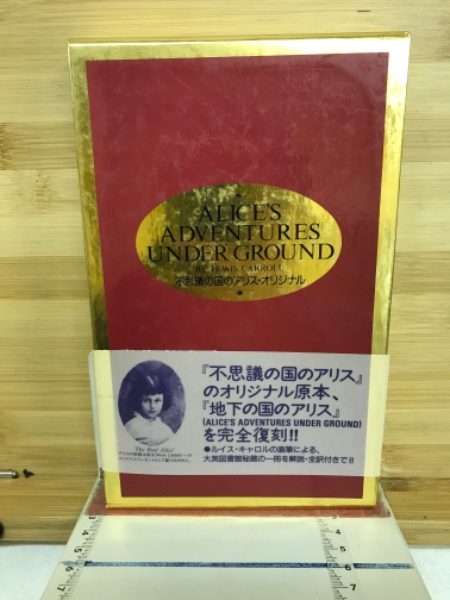 ALICE'S
ADVENTURES
UNDER GROUND
BY LEWIS CARROLL
不思議の国のアリス・オリジナル
『不思議の国のアリス』
のオリジナル原本、
『地下の国のアリス』
(ALICE'S ADVENTURES UNDER GROUND)
を完全復刻!!
●ルイス・キャロルの直筆による、
大英図書館秘蔵の一冊を解説・全訳付きで!!
The Real Alice